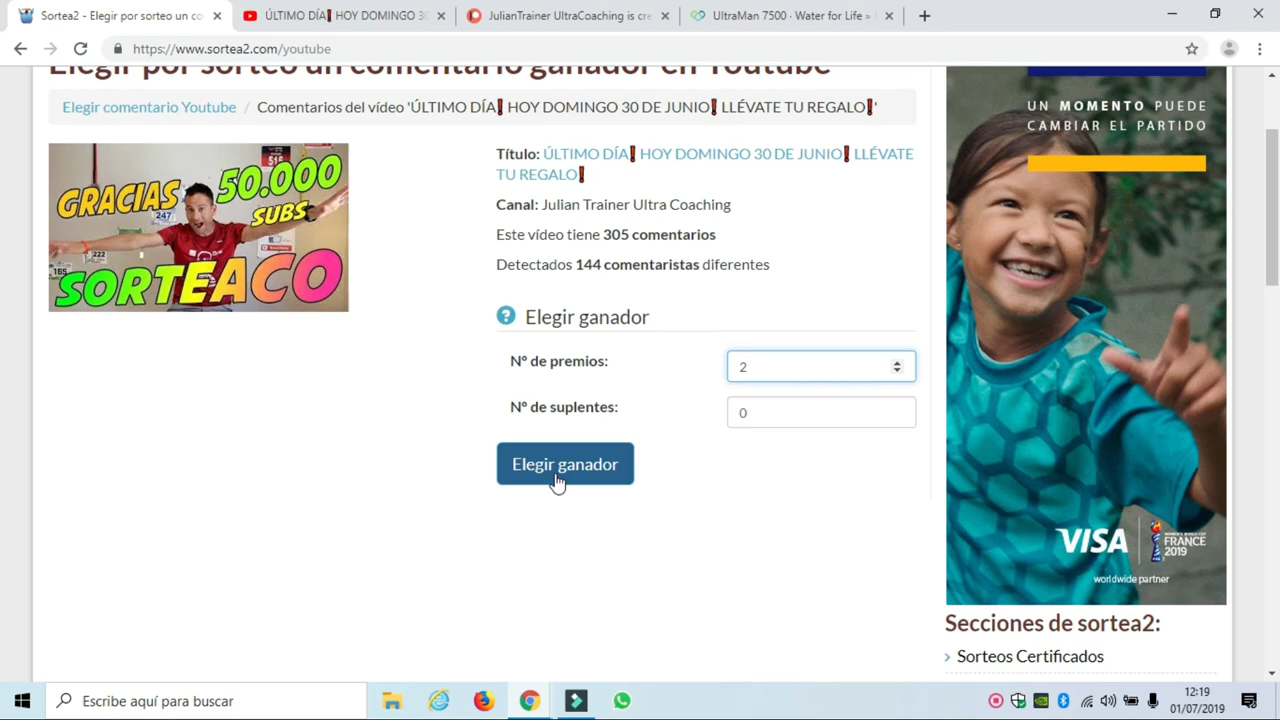 Sortea2 - Elegir por sorteo un co
ÚLTIMO DÍA❗ HOY DOMINGO 30
JulianTrainer UltraCoaching is cre
UltraMan 7500 · Water for Life »
https://www.sortea2.com/youtube
Elegir por sorteo un comentario ganador en Youtube
Elegir comentario Youtube / Comentarios del vídeo 'ÚLTIMO DÍA❗ HOY DOMINGO 30 DE JUNIO❗ LLÉVATE TU REGALO❗'
GRACIAS 50.000
SUBS
SORTEACO
515
247
222
165
Título: ÚLTIMO DÍA❗ HOY DOMINGO 30 DE JUNIO❗ LLÉVATE
TU REGALO❗
Canal: Julian Trainer Ultra Coaching
Este vídeo tiene 305 comentarios
Detectados 144 comentaristas diferentes
Elegir ganador
Nº de premios: 2
Nº de suplentes: 0
Elegir ganador
UN MOMENTO PUEDE
CAMBIAR EL PARTIDO
VISA
FRANCE
2019
worldwide partner
Secciones de sortea2:
Sorteos Certificados
Escribe aquí para buscar
12:19
01/07/2019